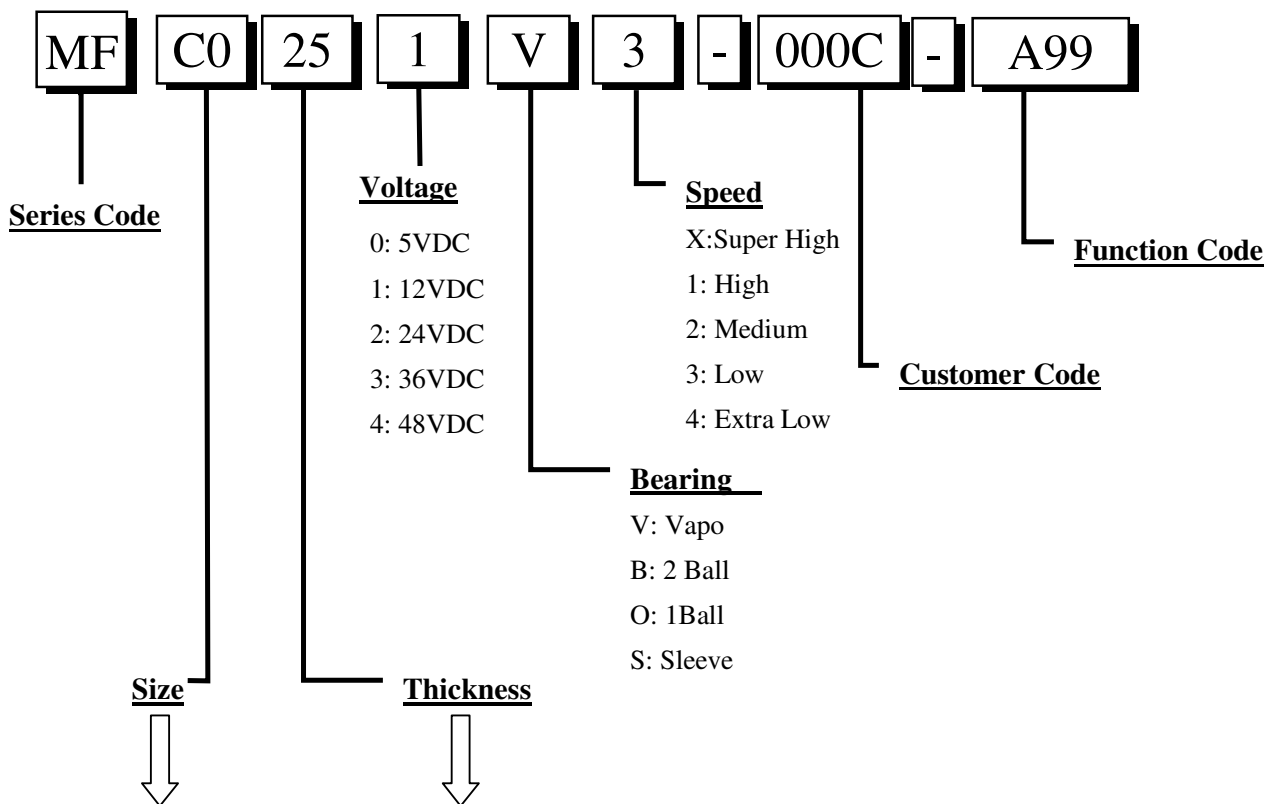 MF C0 25 1 V 3 - 000C - A99
Series Code
Voltage
0: 5VDC
1: 12VDC
2: 24VDC
3: 36VDC
4: 48VDC
Speed
X:Super High
1: High
2: Medium
3: Low
4: Extra Low
Function Code
Customer Code
Bearing
V: Vapo
B: 2 Ball
O: 1Ball
S: Sleeve
Size
Thickness